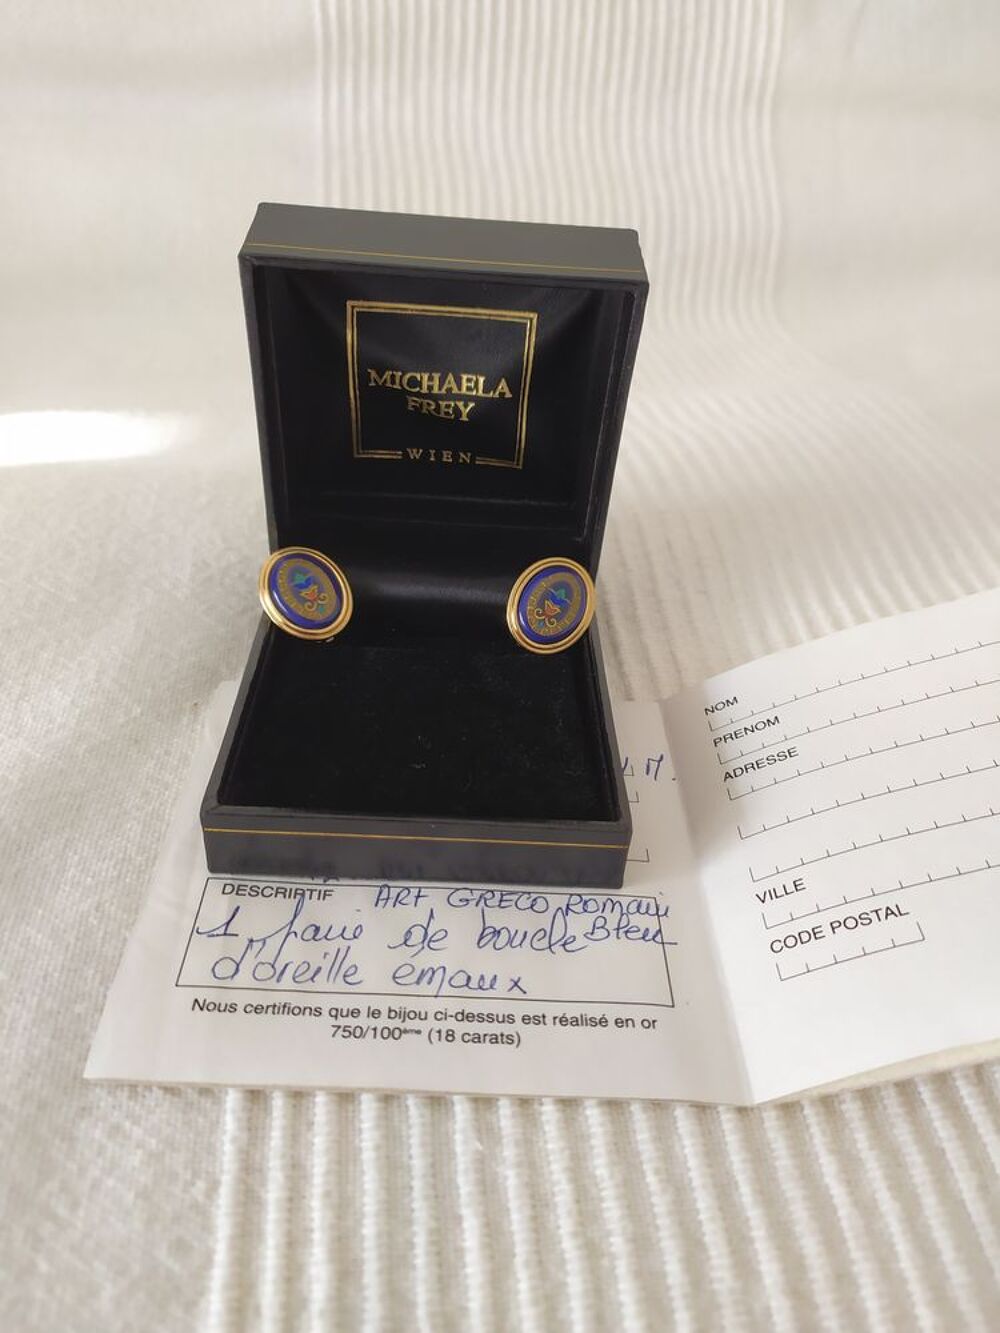 MICHAELA
FREY
WIEN
DESCRIPTIF ART GRECO Romain
1 paire de boucle Bleu
d'oreille émaux
Nous certifions que le bijou ci-dessus est réalisé en or
750/100ème (18 carats)
NOM
PRENOM
ADRESSE
VILLE
CODE POSTAL